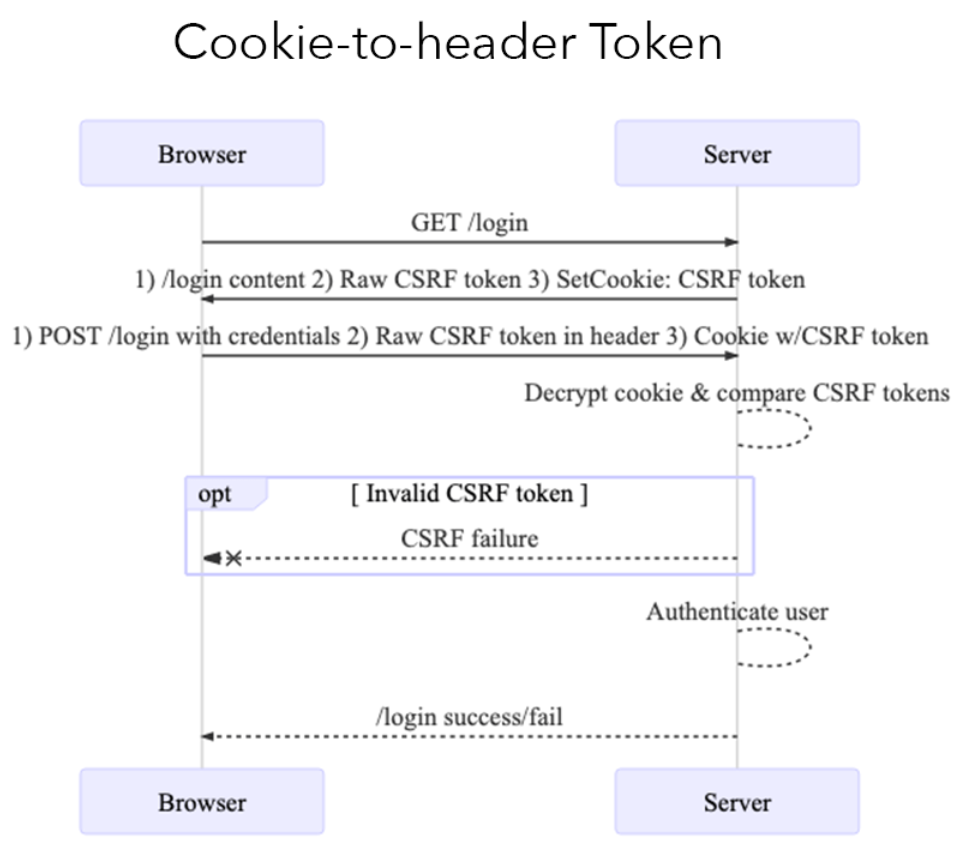 Cookie-to-header Token
Browser
Server
GET /login
1) /login content 2) Raw CSRF token 3) SetCookie: CSRF token
1) POST /login with credentials 2) Raw CSRF token in header 3) Cookie w/CSRF token
Decrypt cookie & compare CSRF tokens
opt
[ Invalid CSRF token ]
CSRF failure
Authenticate user
/login success/fail
Browser
Server